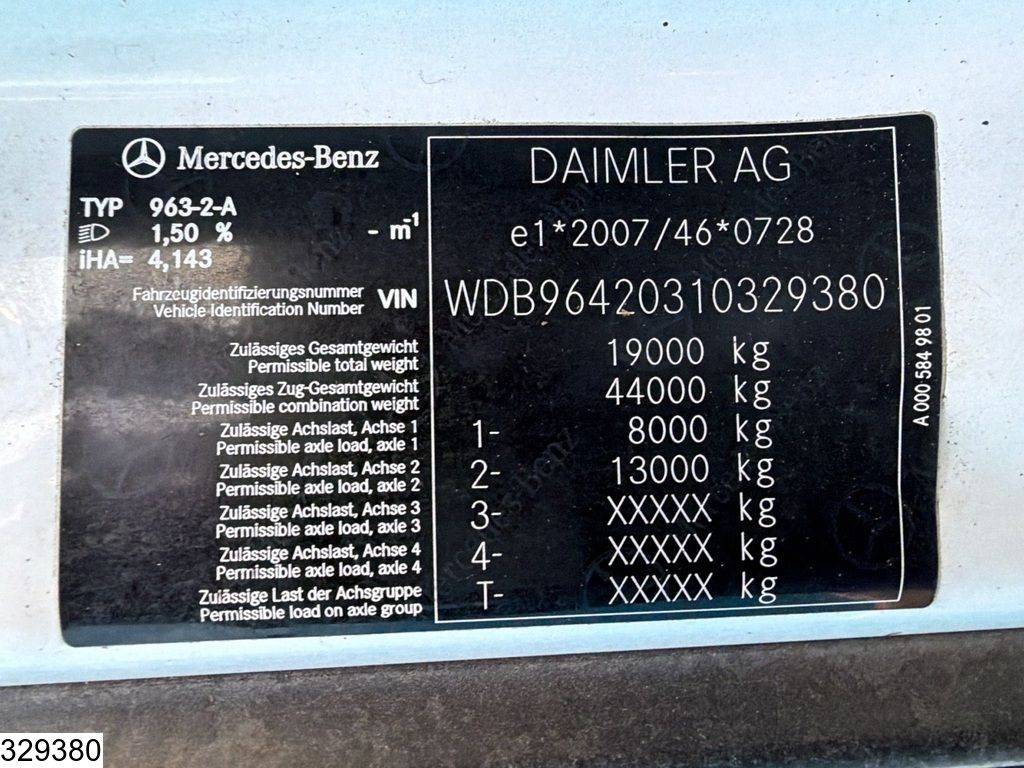 Mercedes-Benz
TYP 963-2-A
1,50 % - m-1
iHA= 4,143
DAIMLER AG
e1*2007/46*0728
Fahrzeugidentifizierungsnummer
Vehicle Identification Number
VIN WDB96420310329380
Zulässiges Gesamtgewicht
Permissible total weight
19000 kg
Zulässiges Zug-Gesamtgewicht
Permissible combination weight
44000 kg
Zulässige Achslast, Achse 1
Permissible axle load, axle 1
1- 8000 kg
Zulässige Achslast, Achse 2
Permissible axle load, axle 2
2- 13000 kg
Zulässige Achslast, Achse 3
Permissible axle load, axle 3
3- XXXXX kg
Zulässige Achslast, Achse 4
Permissible axle load, axle 4
4- XXXXX kg
Zuläßige Last der Achsgruppe
Permissible load on axle group
T- XXXXX kg
A 000 584 98 01
329380